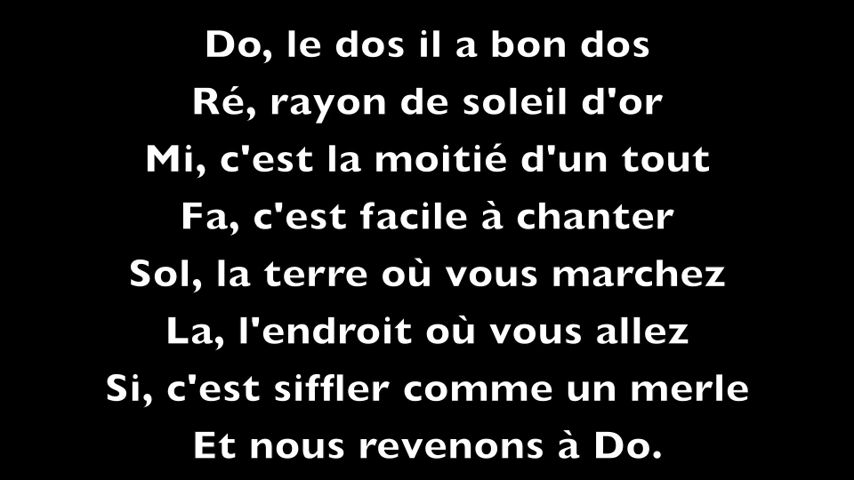 Do, le dos il a bon dos
Ré, rayon de soleil d'or
Mi, c'est la moitié d'un tout
Fa, c'est facile à chanter
Sol, la terre où vous marchez
La, l'endroit où vous allez
Si, c'est siffler comme un merle
Et nous revenons à Do.